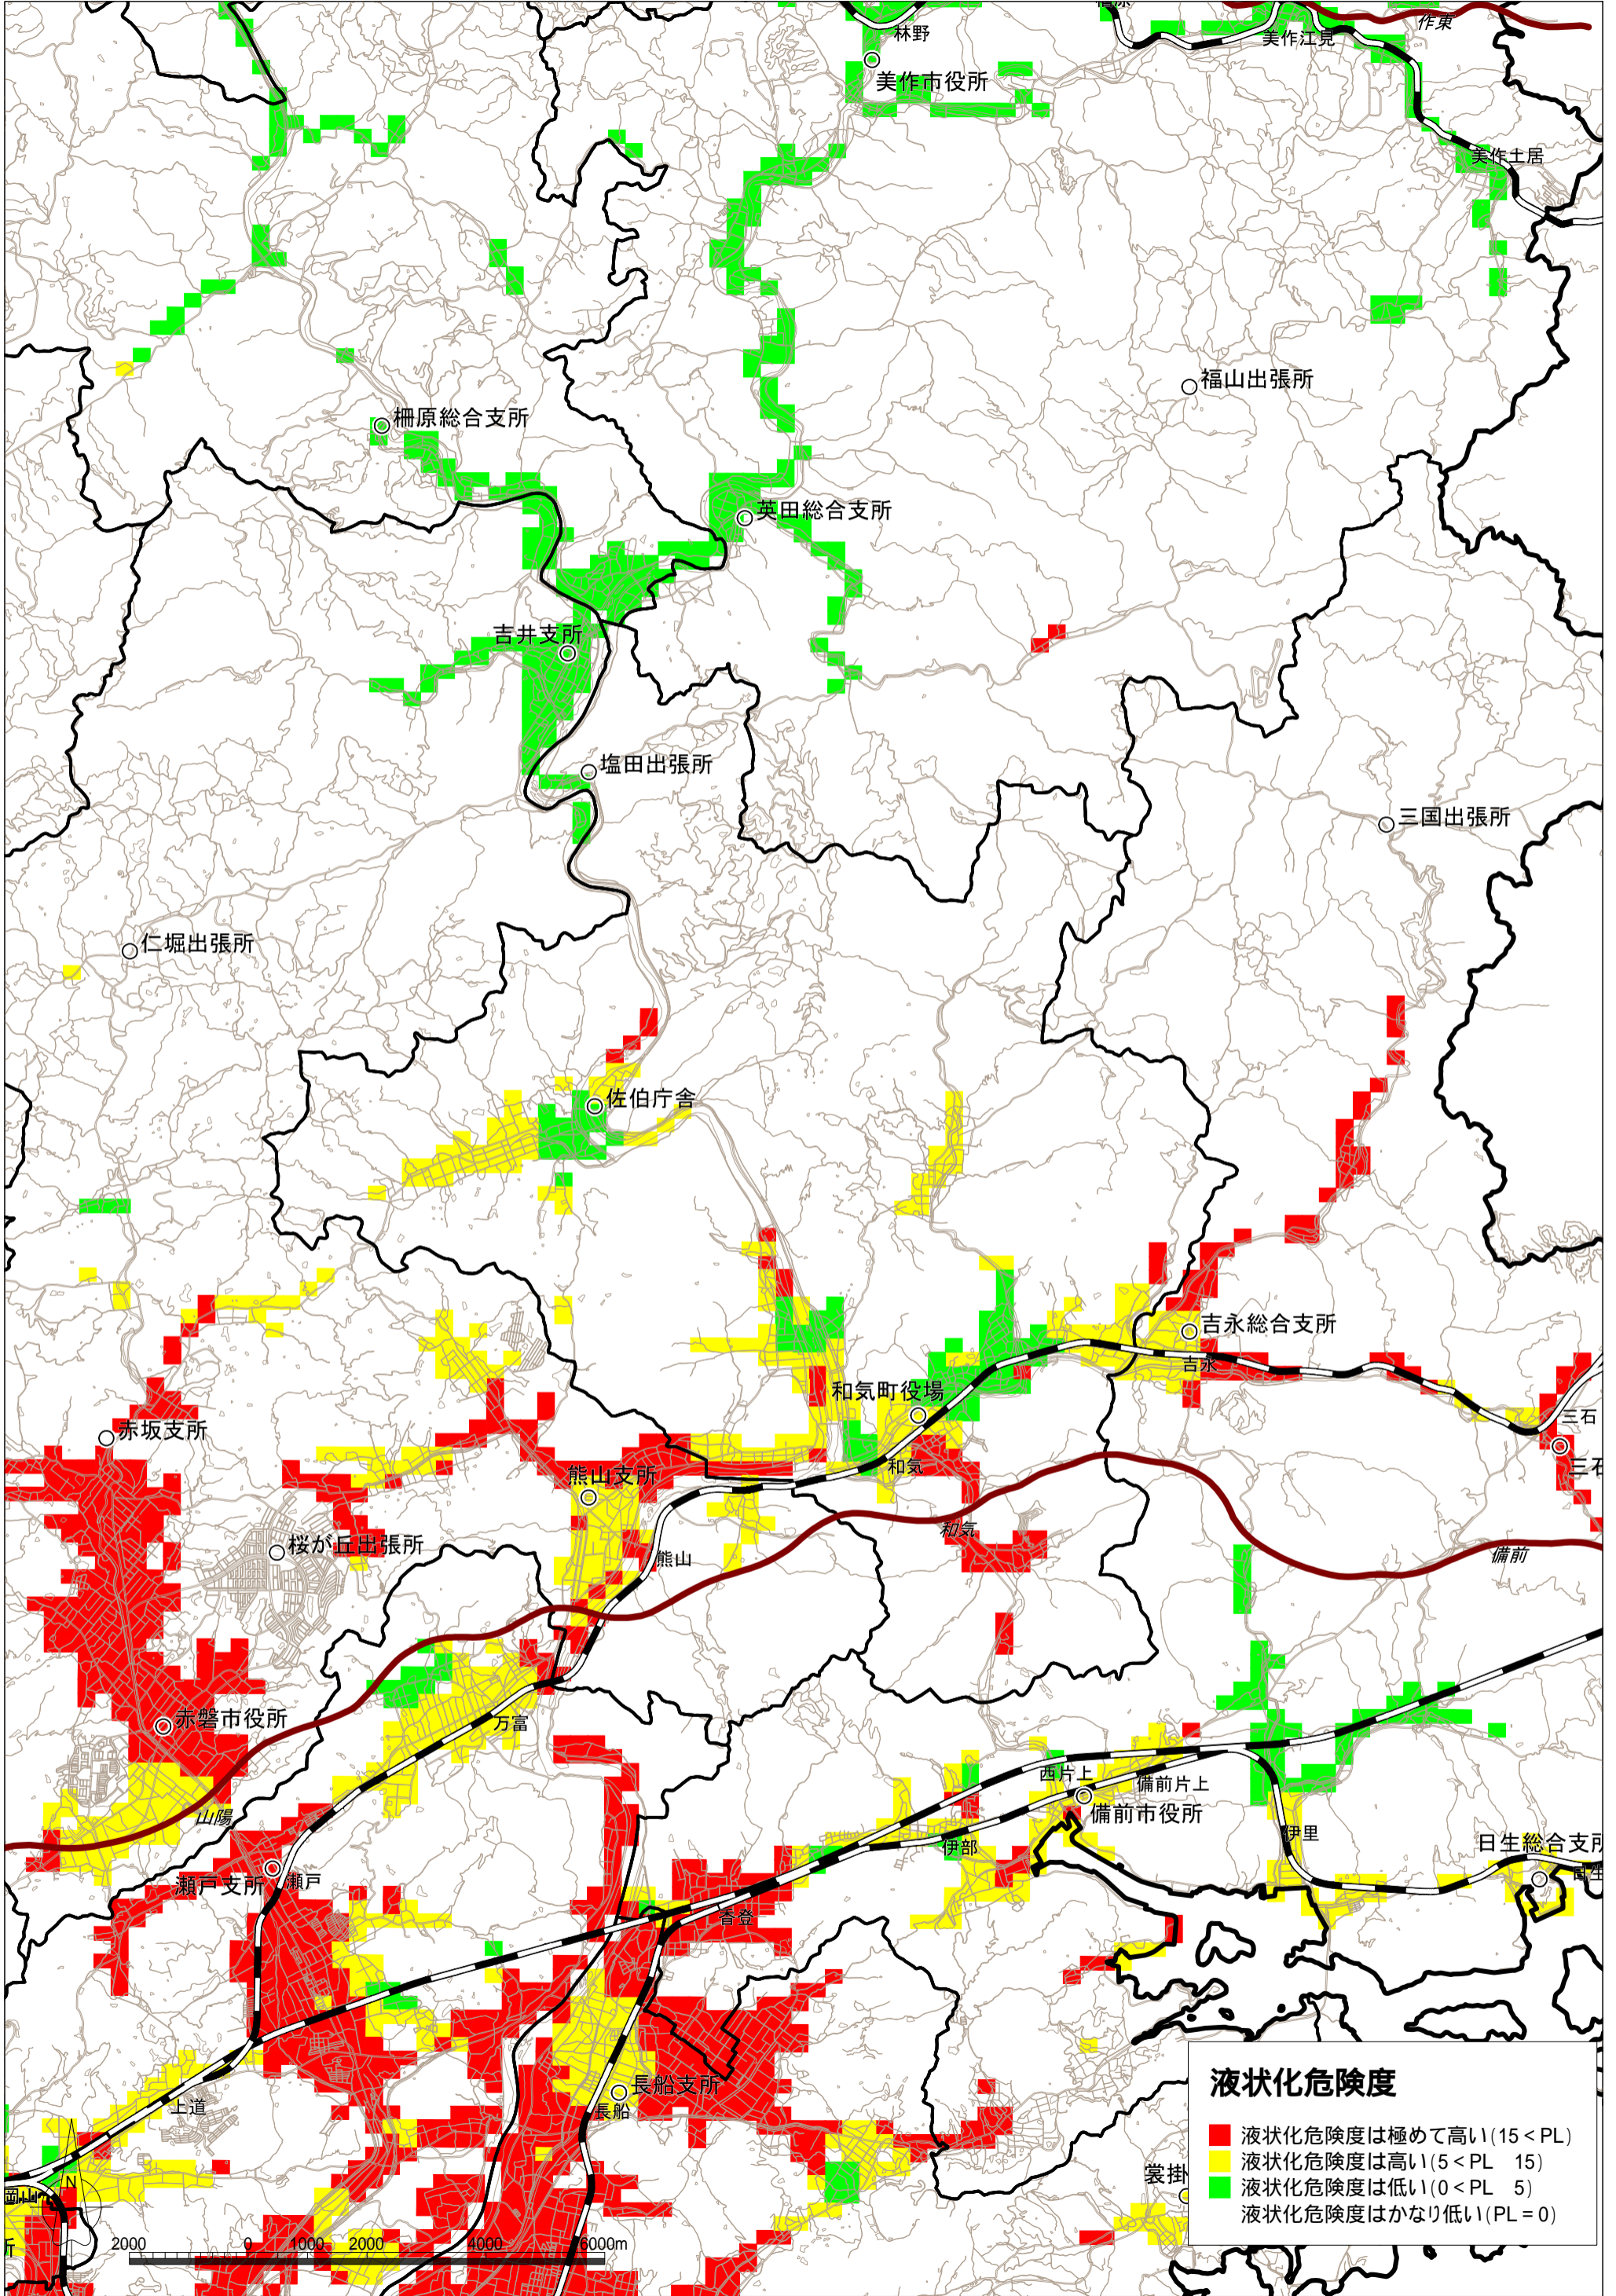 林野
美作市役所
美作江見
作東
美作土居
福山出張所
柵原総合支所
英田総合支所
吉井支所
塩田出張所
三国出張所
仁堀出張所
佐伯庁舎
吉永総合支所
吉永
和気町役場
和気
三石
赤坂支所
熊山支所
桜が丘出張所
熊山
和気
備前
赤磐市役所
万富
山陽
西片上
備前片上
備前市役所
伊部
伊里
日生総合支所
瀬戸支所
瀬戸
香登
長船支所
長船
上道
裳掛
岡山
N
2000 0 1000 2000 4000 6000m
液状化危険度
液状化危険度は極めて高い(15<PL)
液状化危険度は高い(5<PL 15)
液状化危険度は低い(0<PL 5)
液状化危険度はかなり低い(PL=0)